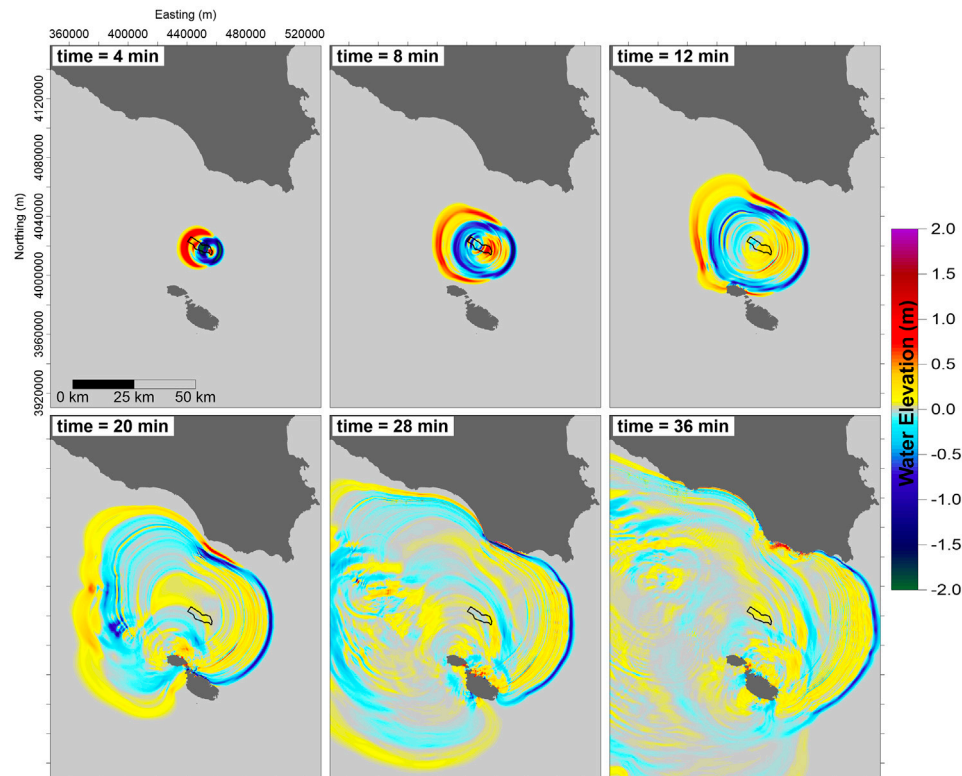 Easting (m)
360000 400000 440000 480000 520000
time = 4 min
time = 8 min
time = 12 min
Northing (m)
4120000
4080000
4040000
4000000
3960000
3920000
0 km 25 km 50 km
2.0
1.5
1.0
0.5
0.0
-0.5
-1.0
-1.5
-2.0
Water Elevation (m)
time = 20 min
time = 28 min
time = 36 min